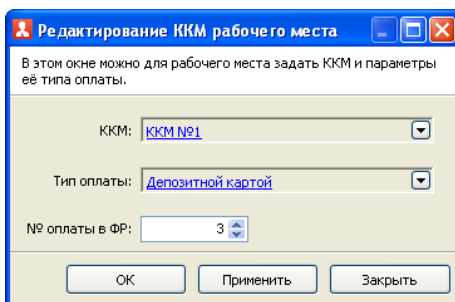 Редактирование ККМ рабочего места
В этом окне можно для рабочего места задать ККМ и параметры
её типа оплаты.
ККМ: ККМ №1
Тип оплаты: Депозитной картой
№ оплаты в ФР: 3
ОК Применить Закрыть